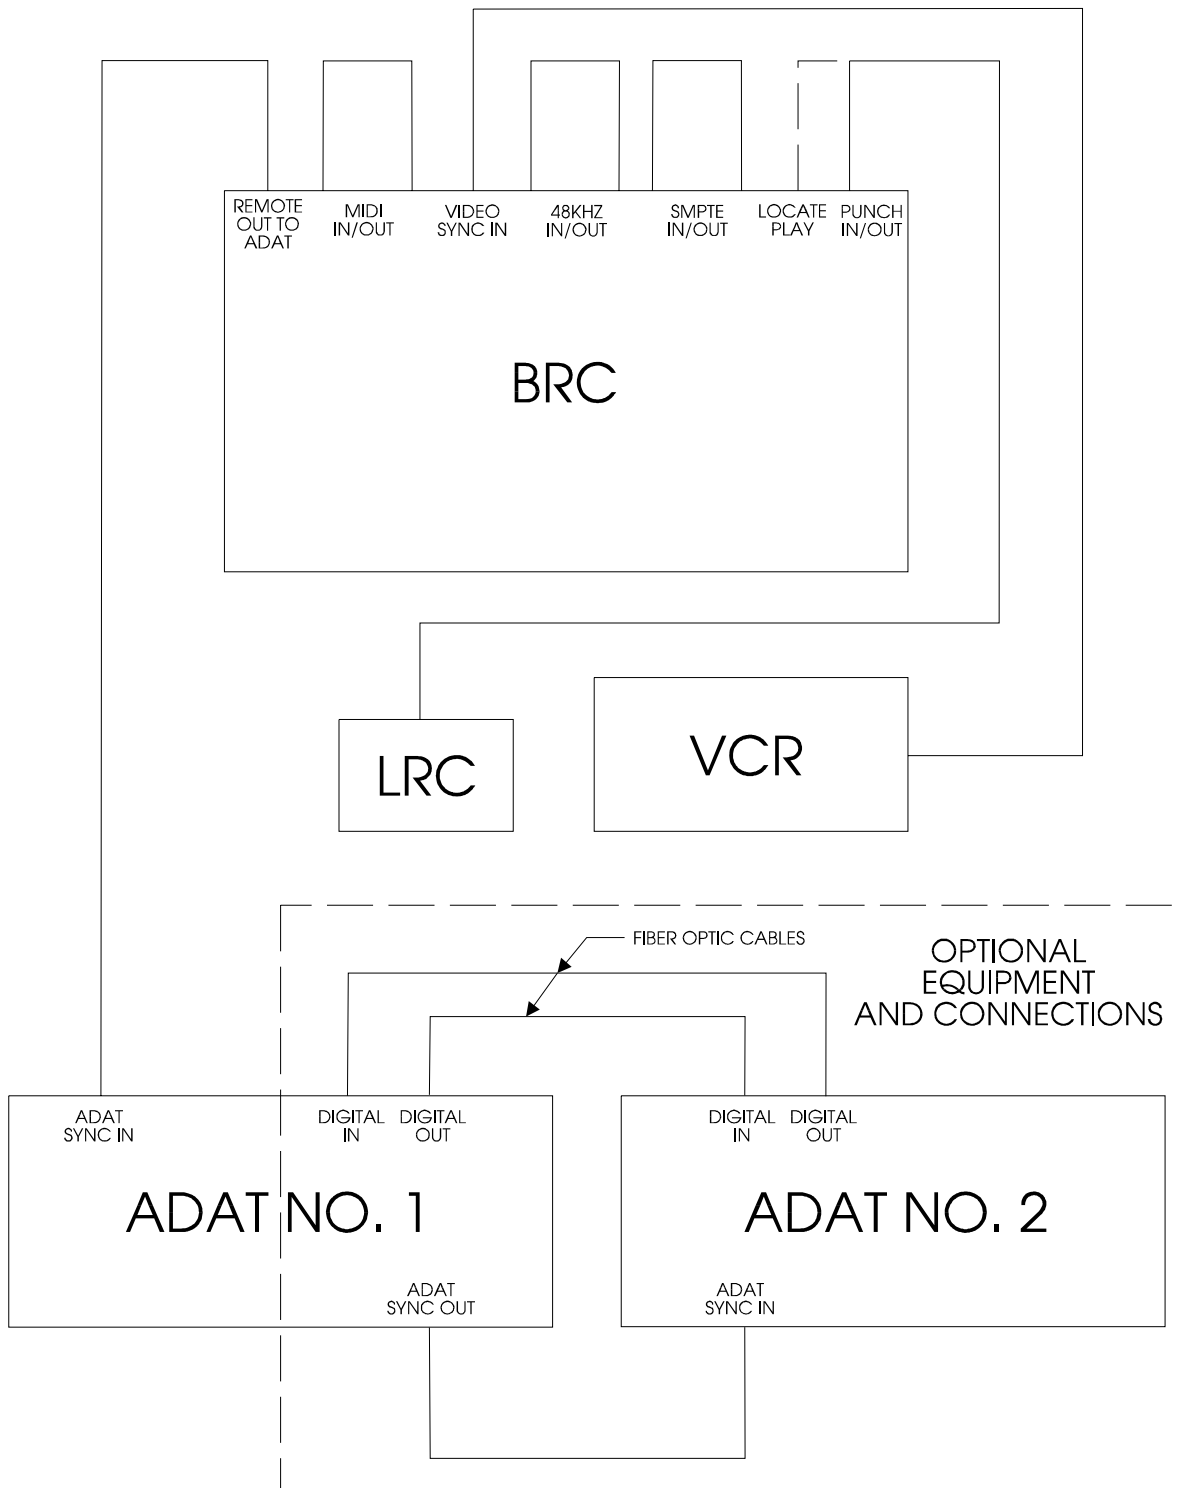 REMOTE
OUT TO
ADAT
MIDI
IN/OUT
VIDEO
SYNC IN
48KHZ
IN/OUT
SMPTE
IN/OUT
LOCATE
PLAY
PUNCH
IN/OUT
BRC
LRC
VCR
FIBER OPTIC CABLES
OPTIONAL
EQUIPMENT
AND CONNECTIONS
ADAT
SYNC IN
DIGITAL
IN
DIGITAL
OUT
ADAT NO. 1
ADAT
SYNC OUT
DIGITAL
IN
DIGITAL
OUT
ADAT NO. 2
ADAT
SYNC IN